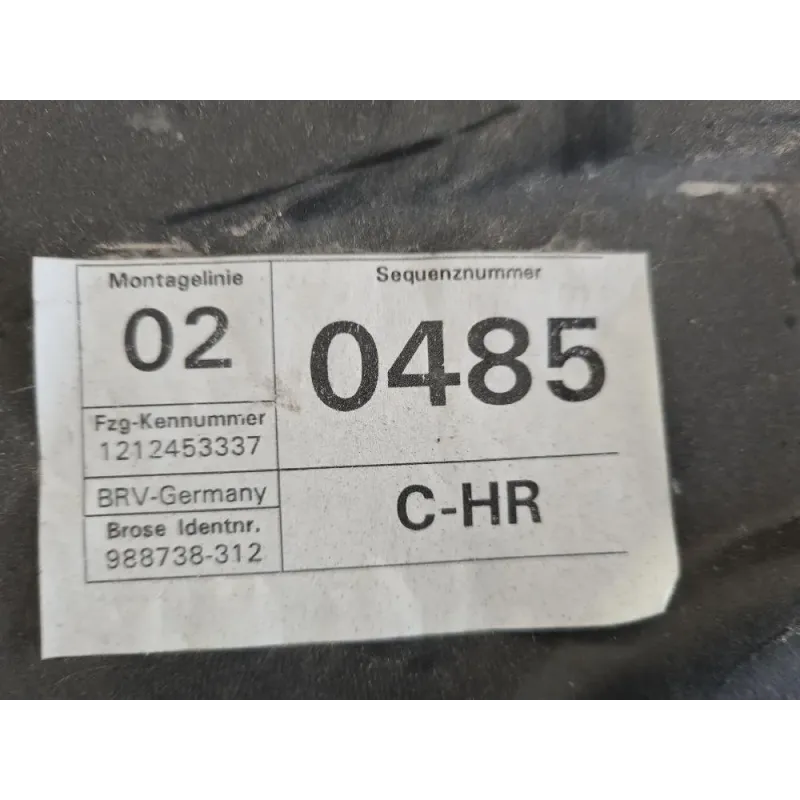 Montagelinie
02
Fzg-Kennummer
1212453337
BRV-Germany
Brose Identnr.
988738-312
Sequenznummer
0485
C-HR